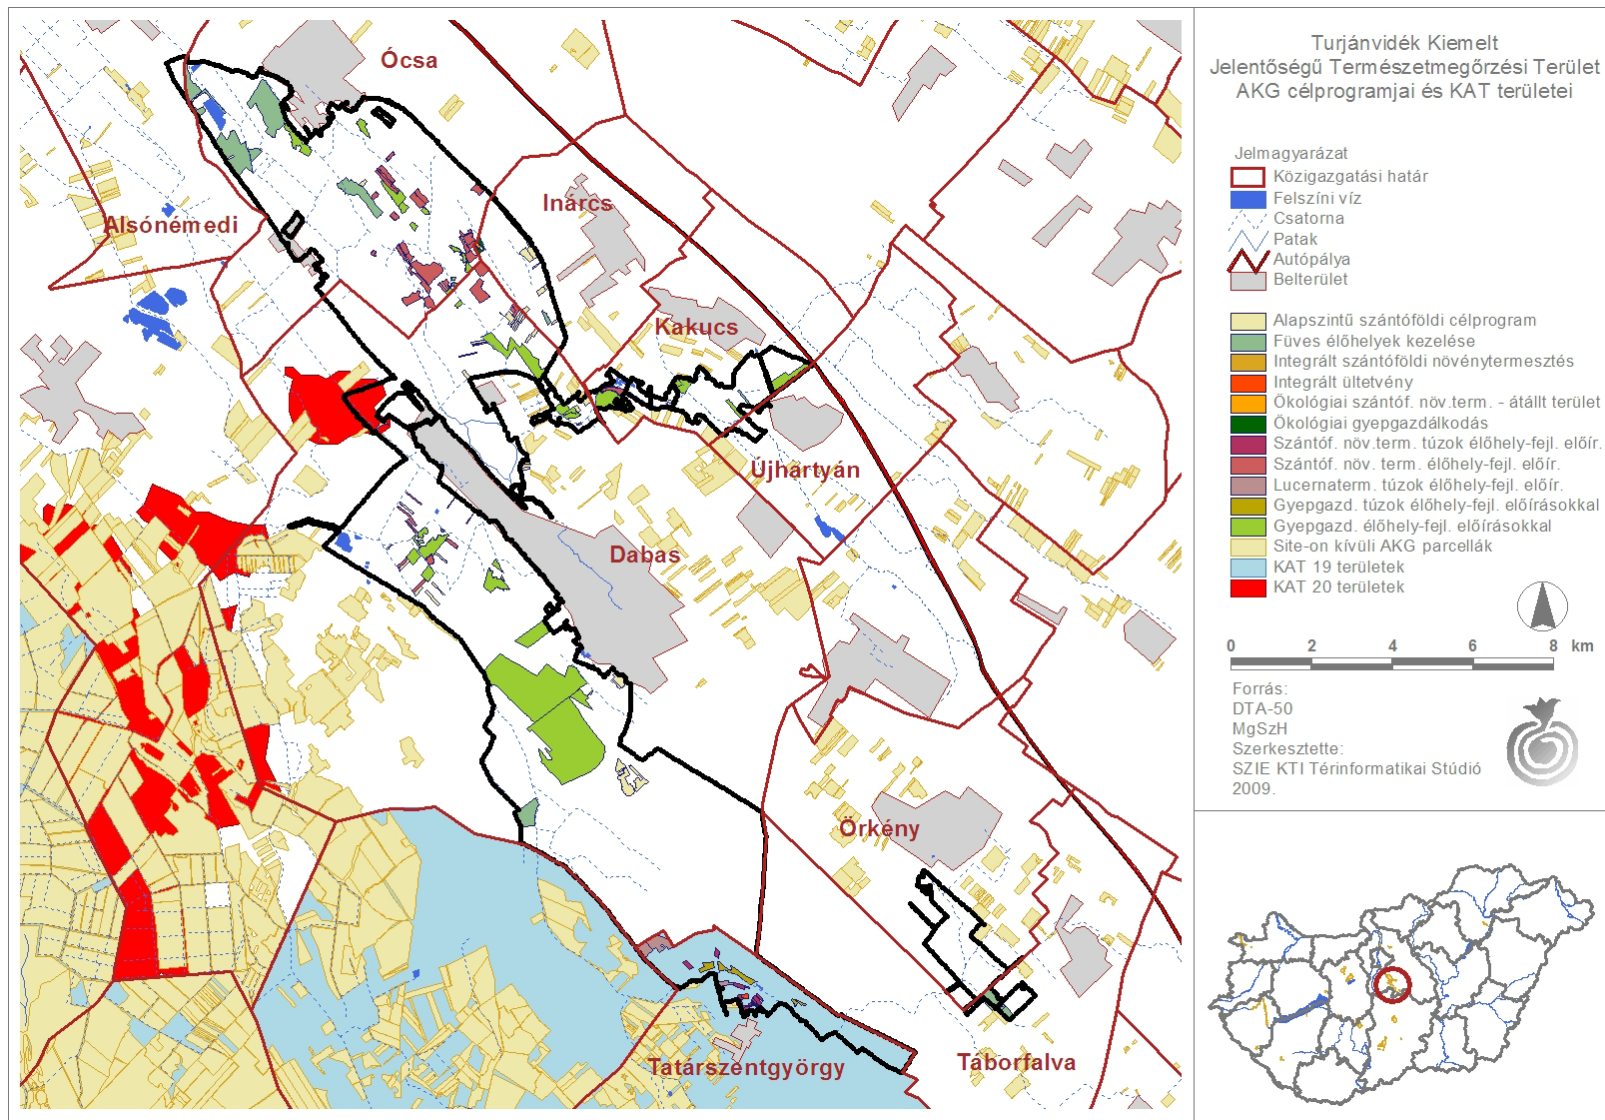 Ócsa
Alsónémedi
Inárcs
Kakucs
Újhartyán
Dabas
Örkény
Tatárszentgyörgy
Táborfalva
Turjánvidék Kiemelt
Jelentőségű Természetmegőrzési Terület
AKG célprogramjai és KAT területei
Jelmagyarázat
Közigazgatási határ
Felszíni víz
Csatorna
Patak
Autópálya
Belterület
Alapszintű szántóföldi célprogram
Füves élőhelyek kezelése
Integrált szántóföldi növénytermesztés
Integrált ültetvény
Ökológiai szántóf. növ.term. - átállt terület
Ökológiai gyepgazdálkodás
Szántóf. növ.term. túzok élőhely-fejl. előír.
Szántóf. növ. term. élőhely-fejl. előír.
Lucernaterm. túzok élőhely-fejl. előír.
Gyepgazd. túzok élőhely-fejl. előírásokkal
Gyepgazd. élőhely-fejl. előírásokkal
Site-on kívüli AKG parcellák
KAT 19 területek
KAT 20 területek
0 2 4 6 8 km
Forrás:
DTA-50
MgSzH
Szerkesztette:
SZIE KTI Térinformatikai Stúdió
2009.